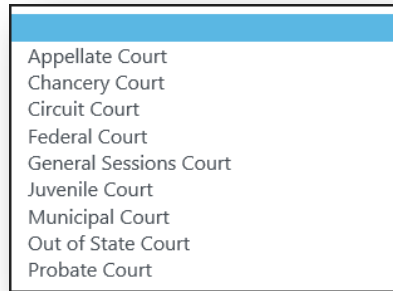 Appellate Court
Chancery Court
Circuit Court
Federal Court
General Sessions Court
Juvenile Court
Municipal Court
Out of State Court
Probate Court